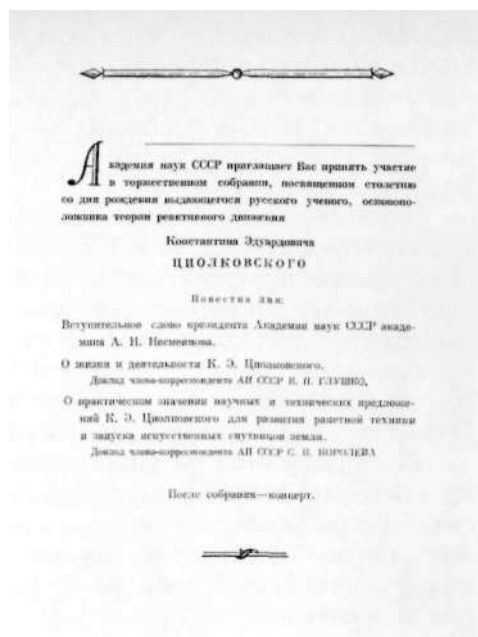 Академия наук СССР приглашает Вас принять участие
в торжественном собрании, посвященном столетию
со дня рождения выдающегося русского ученого, осново­по-
ложника теории реактивного движения
Константина Эдуардовича
ЦИОЛКОВСКОГО
Повестка дня:
Вступительное слово президента Академии наук СССР акаде-
мика А. Н. Несмеянова.
О жизни и деятельности К. Э. Циолковского.
Доклад члена-корреспондента АН СССР В. П. ГЛУШКО.
О практическом значении научных и технических предложе-
ний К. Э. Циолковского для развития ракетной техники
и запуска искусственных спутников земли.
Доклад члена-корреспондента АН СССР С. П. КОРОЛЕВА
После собрания—концерт.